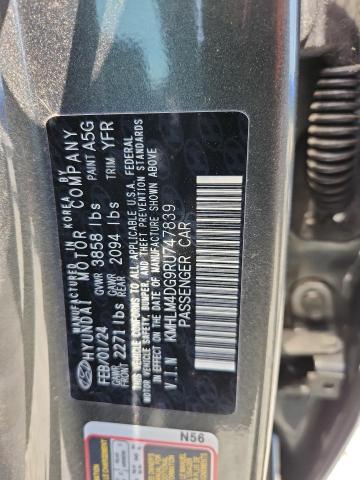 MANUFACTURED IN KOREA BY
HYUNDAI MOTOR COMPANY
FEB/01/24 GVWR 3858 lbs PAINT A5G
GAWR FRONT 2271 lbs GAWR REAR 2094 lbs TRIM YFR
THIS VEHICLE CONFORMS TO ALL APPLICABLE U.S.A. FEDERAL
MOTOR VEHICLE SAFETY, BUMPER, AND THEFT PREVENTION STANDARDS
IN EFFECT ON THE DATE OF MANUFACTURE SHOWN ABOVE
V.I.N KMHLM4DG9RU747839
PASSENGER CAR
N56